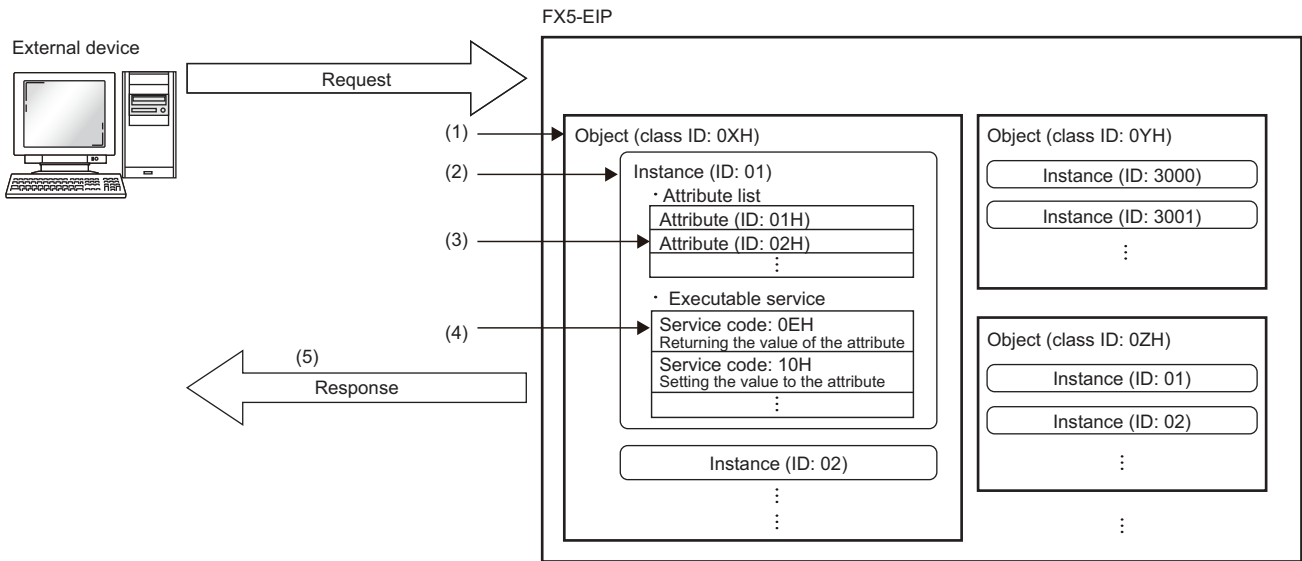 FX5-EIP
External device
Request
(1)
Object (class ID: 0XH)
(2)
Instance (ID: 01)
· Attribute list
Attribute (ID: 01H)
(3)
Attribute (ID: 02H)
⋮
· Executable service
(4)
Service code: 0EH
Returning the value of the attribute
Service code: 10H
Setting the value to the attribute
⋮
(5)
Response
Instance (ID: 02)
⋮
⋮
Object (class ID: 0YH)
Instance (ID: 3000)
Instance (ID: 3001)
⋮
Object (class ID: 0ZH)
Instance (ID: 01)
Instance (ID: 02)
⋮
⋮